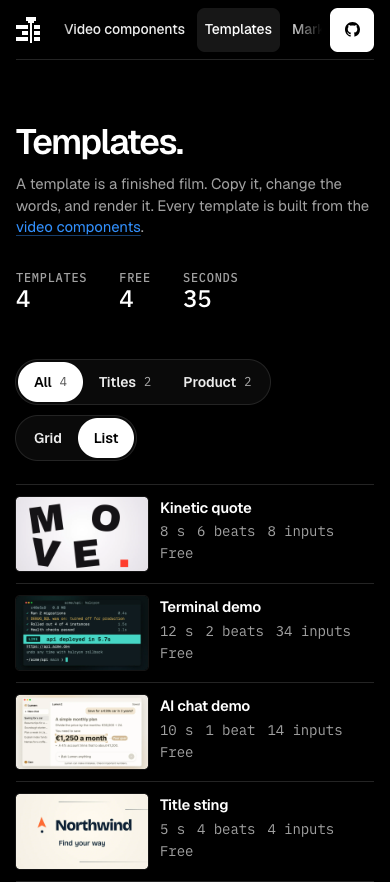 Video components Templates Mark
Templates.
A template is a finished film. Copy it, change the
words, and render it. Every template is built from the
video components.
TEMPLATES FREE SECONDS
4 4 35
All 4 Titles 2 Product 2
Grid List
MOVE.
Kinetic quote
8 s 6 beats 8 inputs
Free
api deployed in 5.7s
Terminal demo
12 s 2 beats 34 inputs
Free
A simple monthly plan
€1,250 a month
AI chat demo
10 s 1 beat 14 inputs
Free
Northwind
Find your way
Title sting
5 s 4 beats 4 inputs
Free